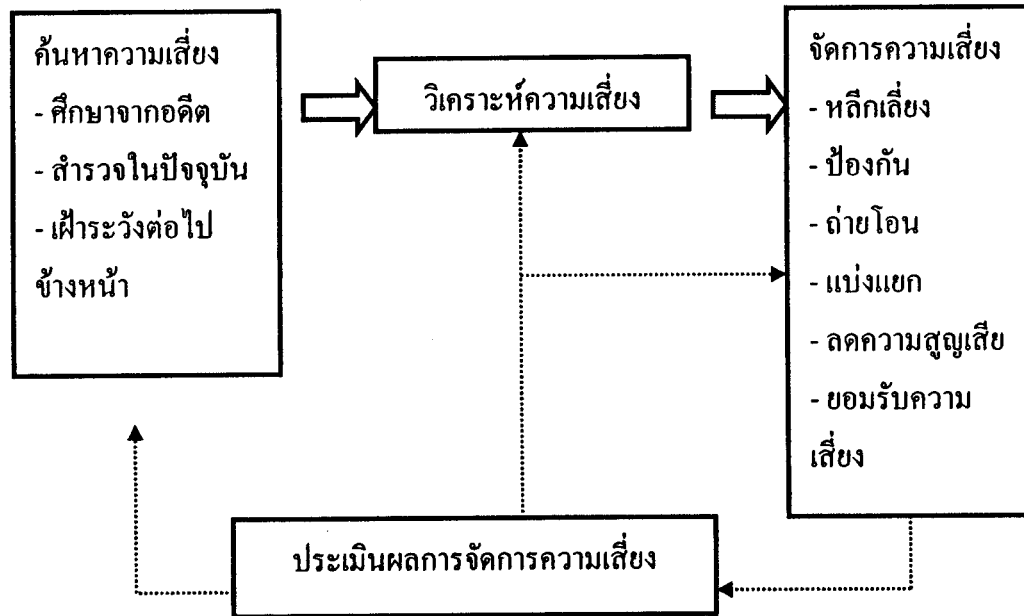 ค้นหาความเสี่ยง
- ศึกษาจากอดีต
- สำรวจในปัจจุบัน
- เฝ้าระวังต่อไป
ข้างหน้า
วิเคราะห์ความเสี่ยง
จัดการความเสี่ยง
- หลีกเลี่ยง
- ป้องกัน
- ถ่ายโอน
- แบ่งแยก
- ลดความสูญเสีย
- ยอมรับความ
เสี่ยง
ประเมินผลการจัดการความเสี่ยง